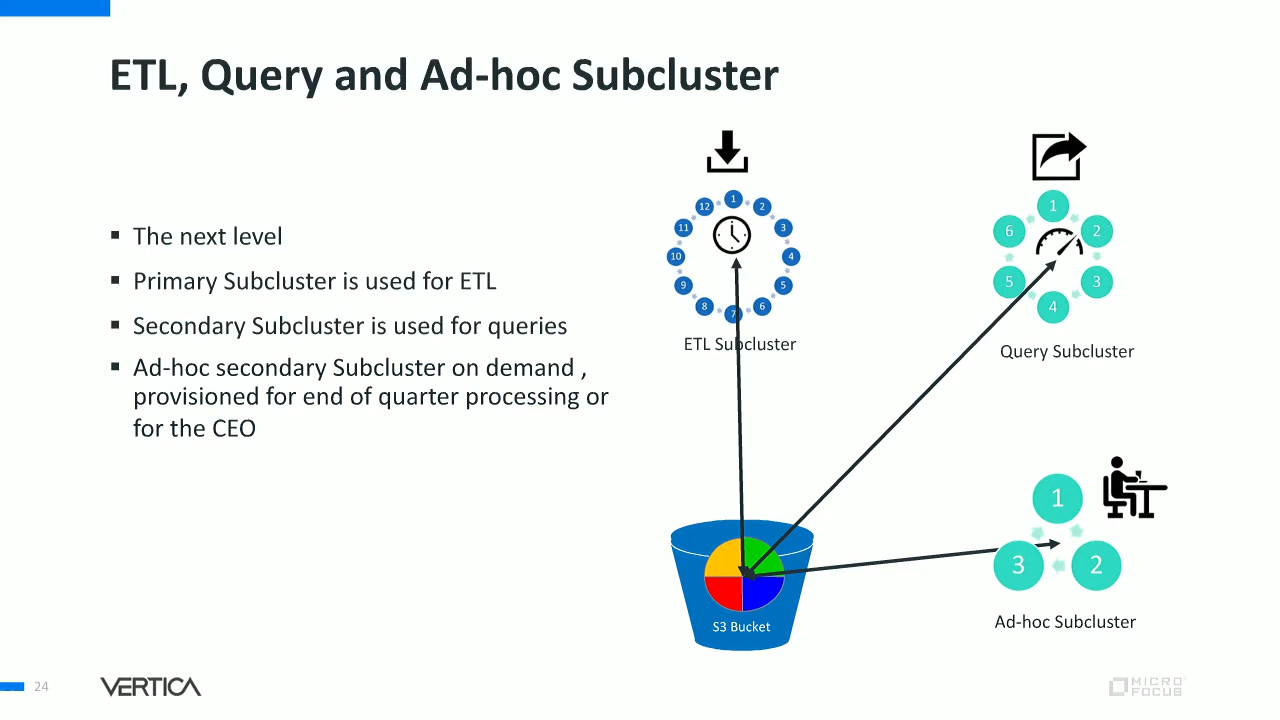 ETL, Query and Ad-hoc Subcluster
▪ The next level
▪ Primary Subcluster is used for ETL
▪ Secondary Subcluster is used for queries
▪ Ad-hoc secondary Subcluster on demand ,
provisioned for end of quarter processing or
for the CEO
1
2
3
4
5
6
7
8
9
10
11
12
ETL Subcluster
1
2
3
4
5
6
Query Subcluster
1
2
3
Ad-hoc Subcluster
S3 Bucket
24
VERTICA
MICRO
FOCUS